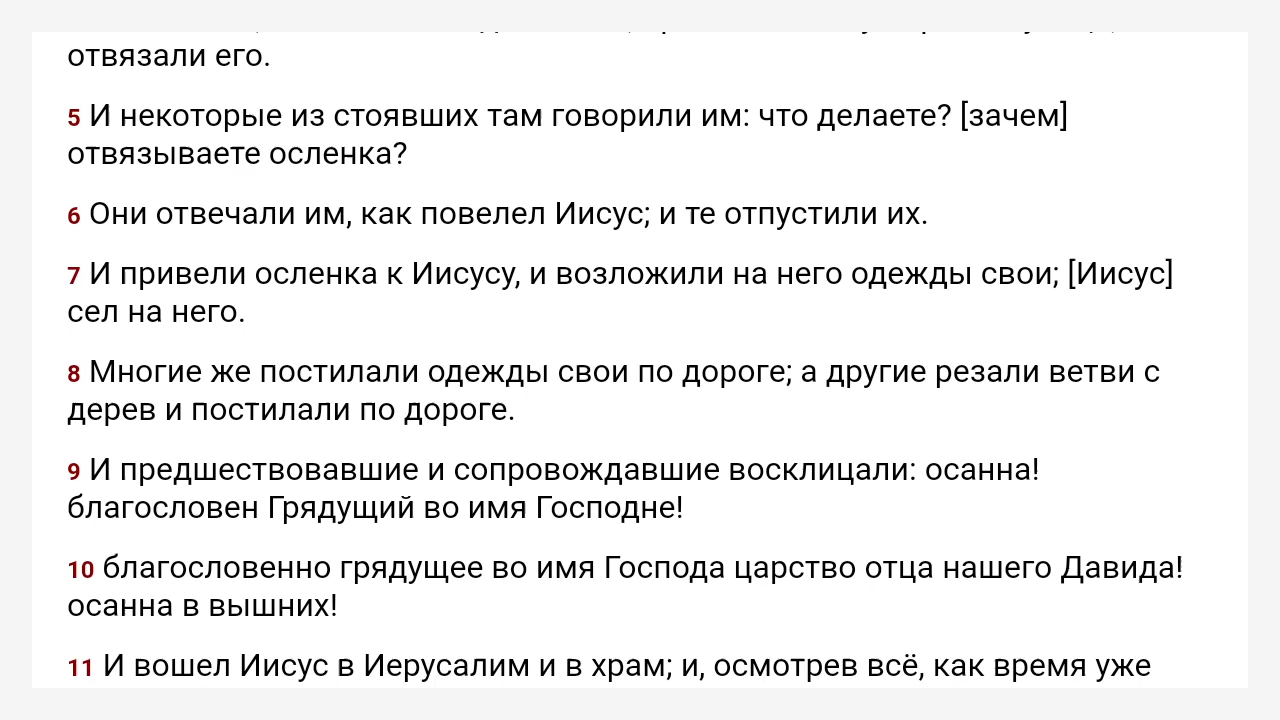 отвязали его.
5 И некоторые из стоявших там говорили им: что делаете? [зачем]
отвязываете осленка?
6 Они отвечали им, как повелел Иисус; и те отпустили их.
7 И привели осленка к Иисусу, и возложили на него одежды свои; [Иисус]
сел на него.
8 Многие же постилали одежды свои по дороге; а другие резали ветви с
дерев и постилали по дороге.
9 И предшествовавшие и сопровождавшие восклицали: осанна!
благословен Грядущий во имя Господне!
10 благословенно грядущее во имя Господа царство отца нашего Давида!
осанна в вышних!
11 И вошел Иисус в Иерусалим и в храм; и, осмотрев всё, как время уже